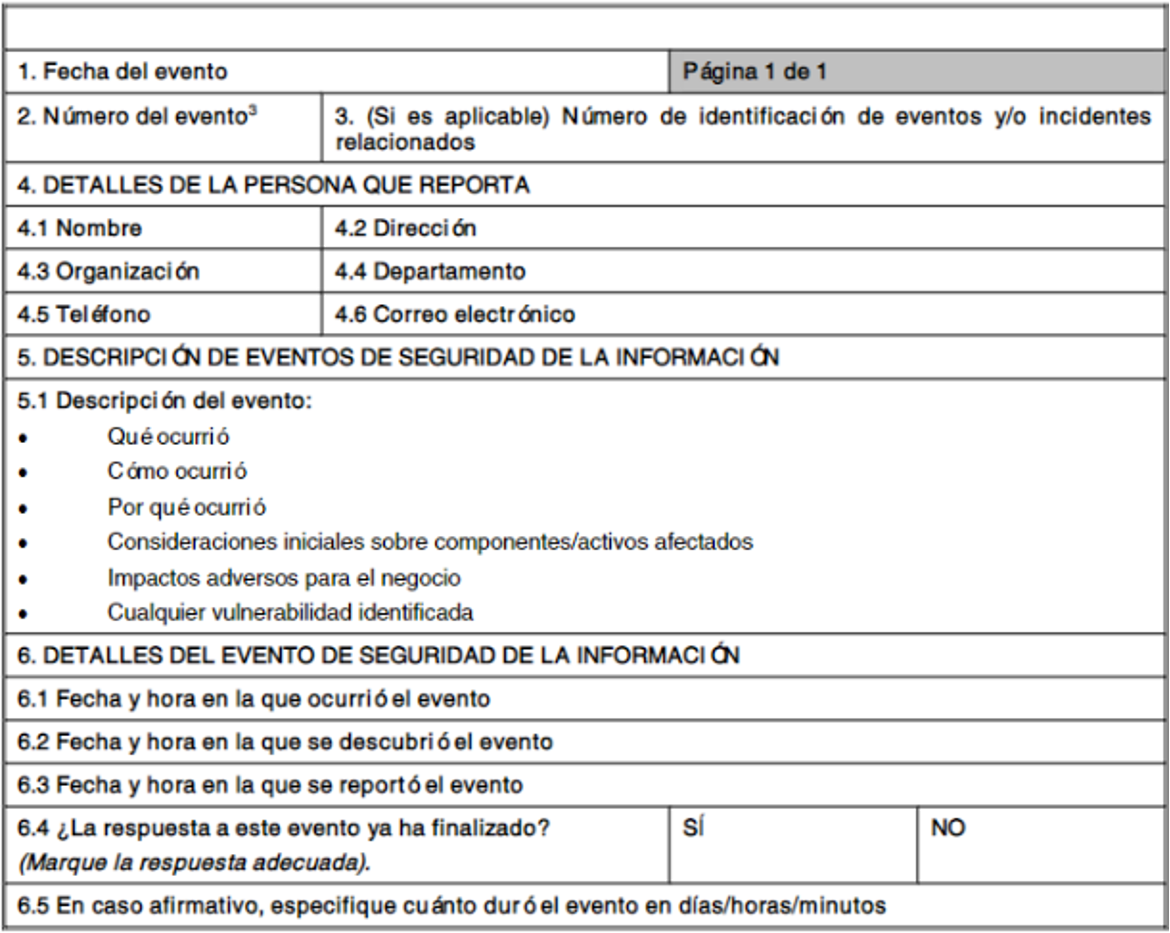 1. Fecha del evento
Página 1 de 1
2. Número del evento³
3. (Si es aplicable) Número de identificación de eventos y/o incidentes
relacionados
4. DETALLES DE LA PERSONA QUE REPORTA
4.1 Nombre
4.2 Dirección
4.3 Organización
4.4 Departamento
4.5 Teléfono
4.6 Correo electrónico
5. DESCRIPCIÓN DE EVENTOS DE SEGURIDAD DE LA INFORMACIÓN
5.1 Descripción del evento:
• Qué ocurrió
• Cómo ocurrió
• Por qué ocurrió
• Consideraciones iniciales sobre componentes/activos afectados
• Impactos adversos para el negocio
• Cualquier vulnerabilidad identificada
6. DETALLES DEL EVENTO DE SEGURIDAD DE LA INFORMACIÓN
6.1 Fecha y hora en la que ocurrió el evento
6.2 Fecha y hora en la que se descubrió el evento
6.3 Fecha y hora en la que se reportó el evento
6.4 ¿La respuesta a este evento ya ha finalizado?
(Marque la respuesta adecuada).
SÍ
NO
6.5 En caso afirmativo, especifique cuánto duró el evento en días/horas/minutos